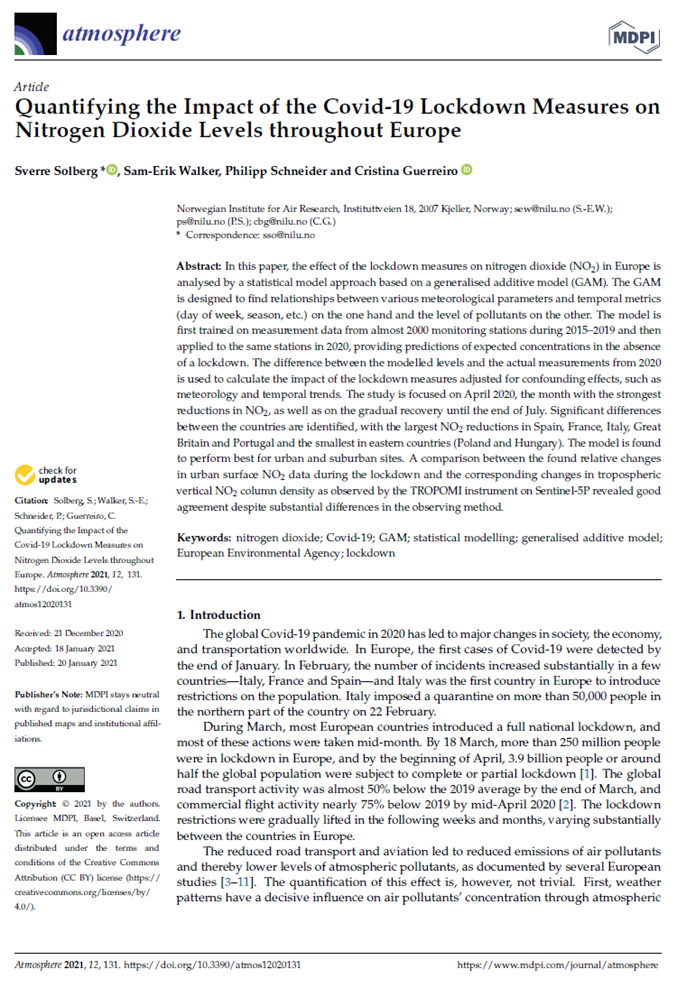 atmosphere
MDPI
Article
Quantifying the Impact of the Covid-19 Lockdown Measures on
Nitrogen Dioxide Levels throughout Europe
Sverre Solberg *, Sam-Erik Walker, Philipp Schneider and Cristina Guerreiro
Norwegian Institute for Air Research, Instituttveien 18, 2007 Kjeller, Norway; sew@nilu.no (S.-E.W.);
ps@nilu.no (P.S.); cbg@nilu.no (C.G.)
* Correspondence: sso@nilu.no
Abstract: In this paper, the effect of the lockdown measures on nitrogen dioxide (NO2) in Europe is
analysed by a statistical model approach based on a generalised additive model (GAM). The GAM
is designed to find relationships between various meteorological parameters and temporal metrics
(day of week, season, etc.) on the one hand and the level of pollutants on the other. The model is
first trained on measurement data from almost 2000 monitoring stations during 2015–2019 and then
applied to the same stations in 2020, providing predictions of expected concentrations in the absence
of a lockdown. The difference between the modelled levels and the actual measurements from 2020
is used to calculate the impact of the lockdown measures adjusted for confounding effects, such as
meteorology and temporal trends. The study is focused on April 2020, the month with the strongest
reductions in NO2, as well as on the gradual recovery until the end of July. Significant differences
between the countries are identified, with the largest NO2 reductions in Spain, France, Italy, Great
Britain and Portugal and the smallest in eastern countries (Poland and Hungary). The model is found
to perform best for urban and suburban sites. A comparison between the found relative changes
in urban surface NO2 data during the lockdown and the corresponding changes in tropospheric
vertical NO2 column density as observed by the TROPOMI instrument on Sentinel-5P revealed good
agreement despite substantial differences in the observing method.
Keywords: nitrogen dioxide; Covid-19; GAM; statistical modelling; generalised additive model;
European Environmental Agency; lockdown
check for
updates
Citation: Solberg, S.; Walker, S.-E.;
Schneider, P.; Guerreiro, C.
Quantifying the Impact of the
Covid-19 Lockdown Measures on
Nitrogen Dioxide Levels throughout
Europe. Atmosphere 2021, 12, 131.
https://doi.org/10.3390/
atmos12020131
Received: 21 December 2020
Accepted: 18 January 2021
Published: 20 January 2021
Publisher's Note: MDPI stays neutral
with regard to jurisdictional claims in
published maps and institutional affil-
iations.
CC BY
Copyright: © 2021 by the authors.
Licensee MDPI, Basel, Switzerland.
This article is an open access article
distributed under the terms and
conditions of the Creative Commons
Attribution (CC BY) license (https://
creativecommons.org/licenses/by/
4.0/).
1. Introduction
The global Covid-19 pandemic in 2020 has led to major changes in society, the economy,
and transportation worldwide. In Europe, the first cases of Covid-19 were detected by
the end of January. In February, the number of incidents increased substantially in a few
countries—Italy, France and Spain—and Italy was the first country in Europe to introduce
restrictions on the population. Italy imposed a quarantine on more than 50,000 people in
the northern part of the country on 22 February.
During March, most European countries introduced a full national lockdown, and
most of these actions were taken mid-month. By 18 March, more than 250 million people
were in lockdown in Europe, and by the beginning of April, 3.9 billion people or around
half the global population were subject to complete or partial lockdown [1]. The global
road transport activity was almost 50% below the 2019 average by the end of March, and
commercial flight activity nearly 75% below 2019 by mid-April 2020 [2]. The lockdown
restrictions were gradually lifted in the following weeks and months, varying substantially
between the countries in Europe.
The reduced road transport and aviation led to reduced emissions of air pollutants
and thereby lower levels of atmospheric pollutants, as documented by several European
studies [3–11]. The quantification of this effect is, however, not trivial. First, weather
patterns have a decisive influence on air pollutants' concentration through atmospheric
Atmosphere 2021, 12, 131. https://doi.org/10.3390/atmos12020131
https://www.mdpi.com/journal/atmosphere